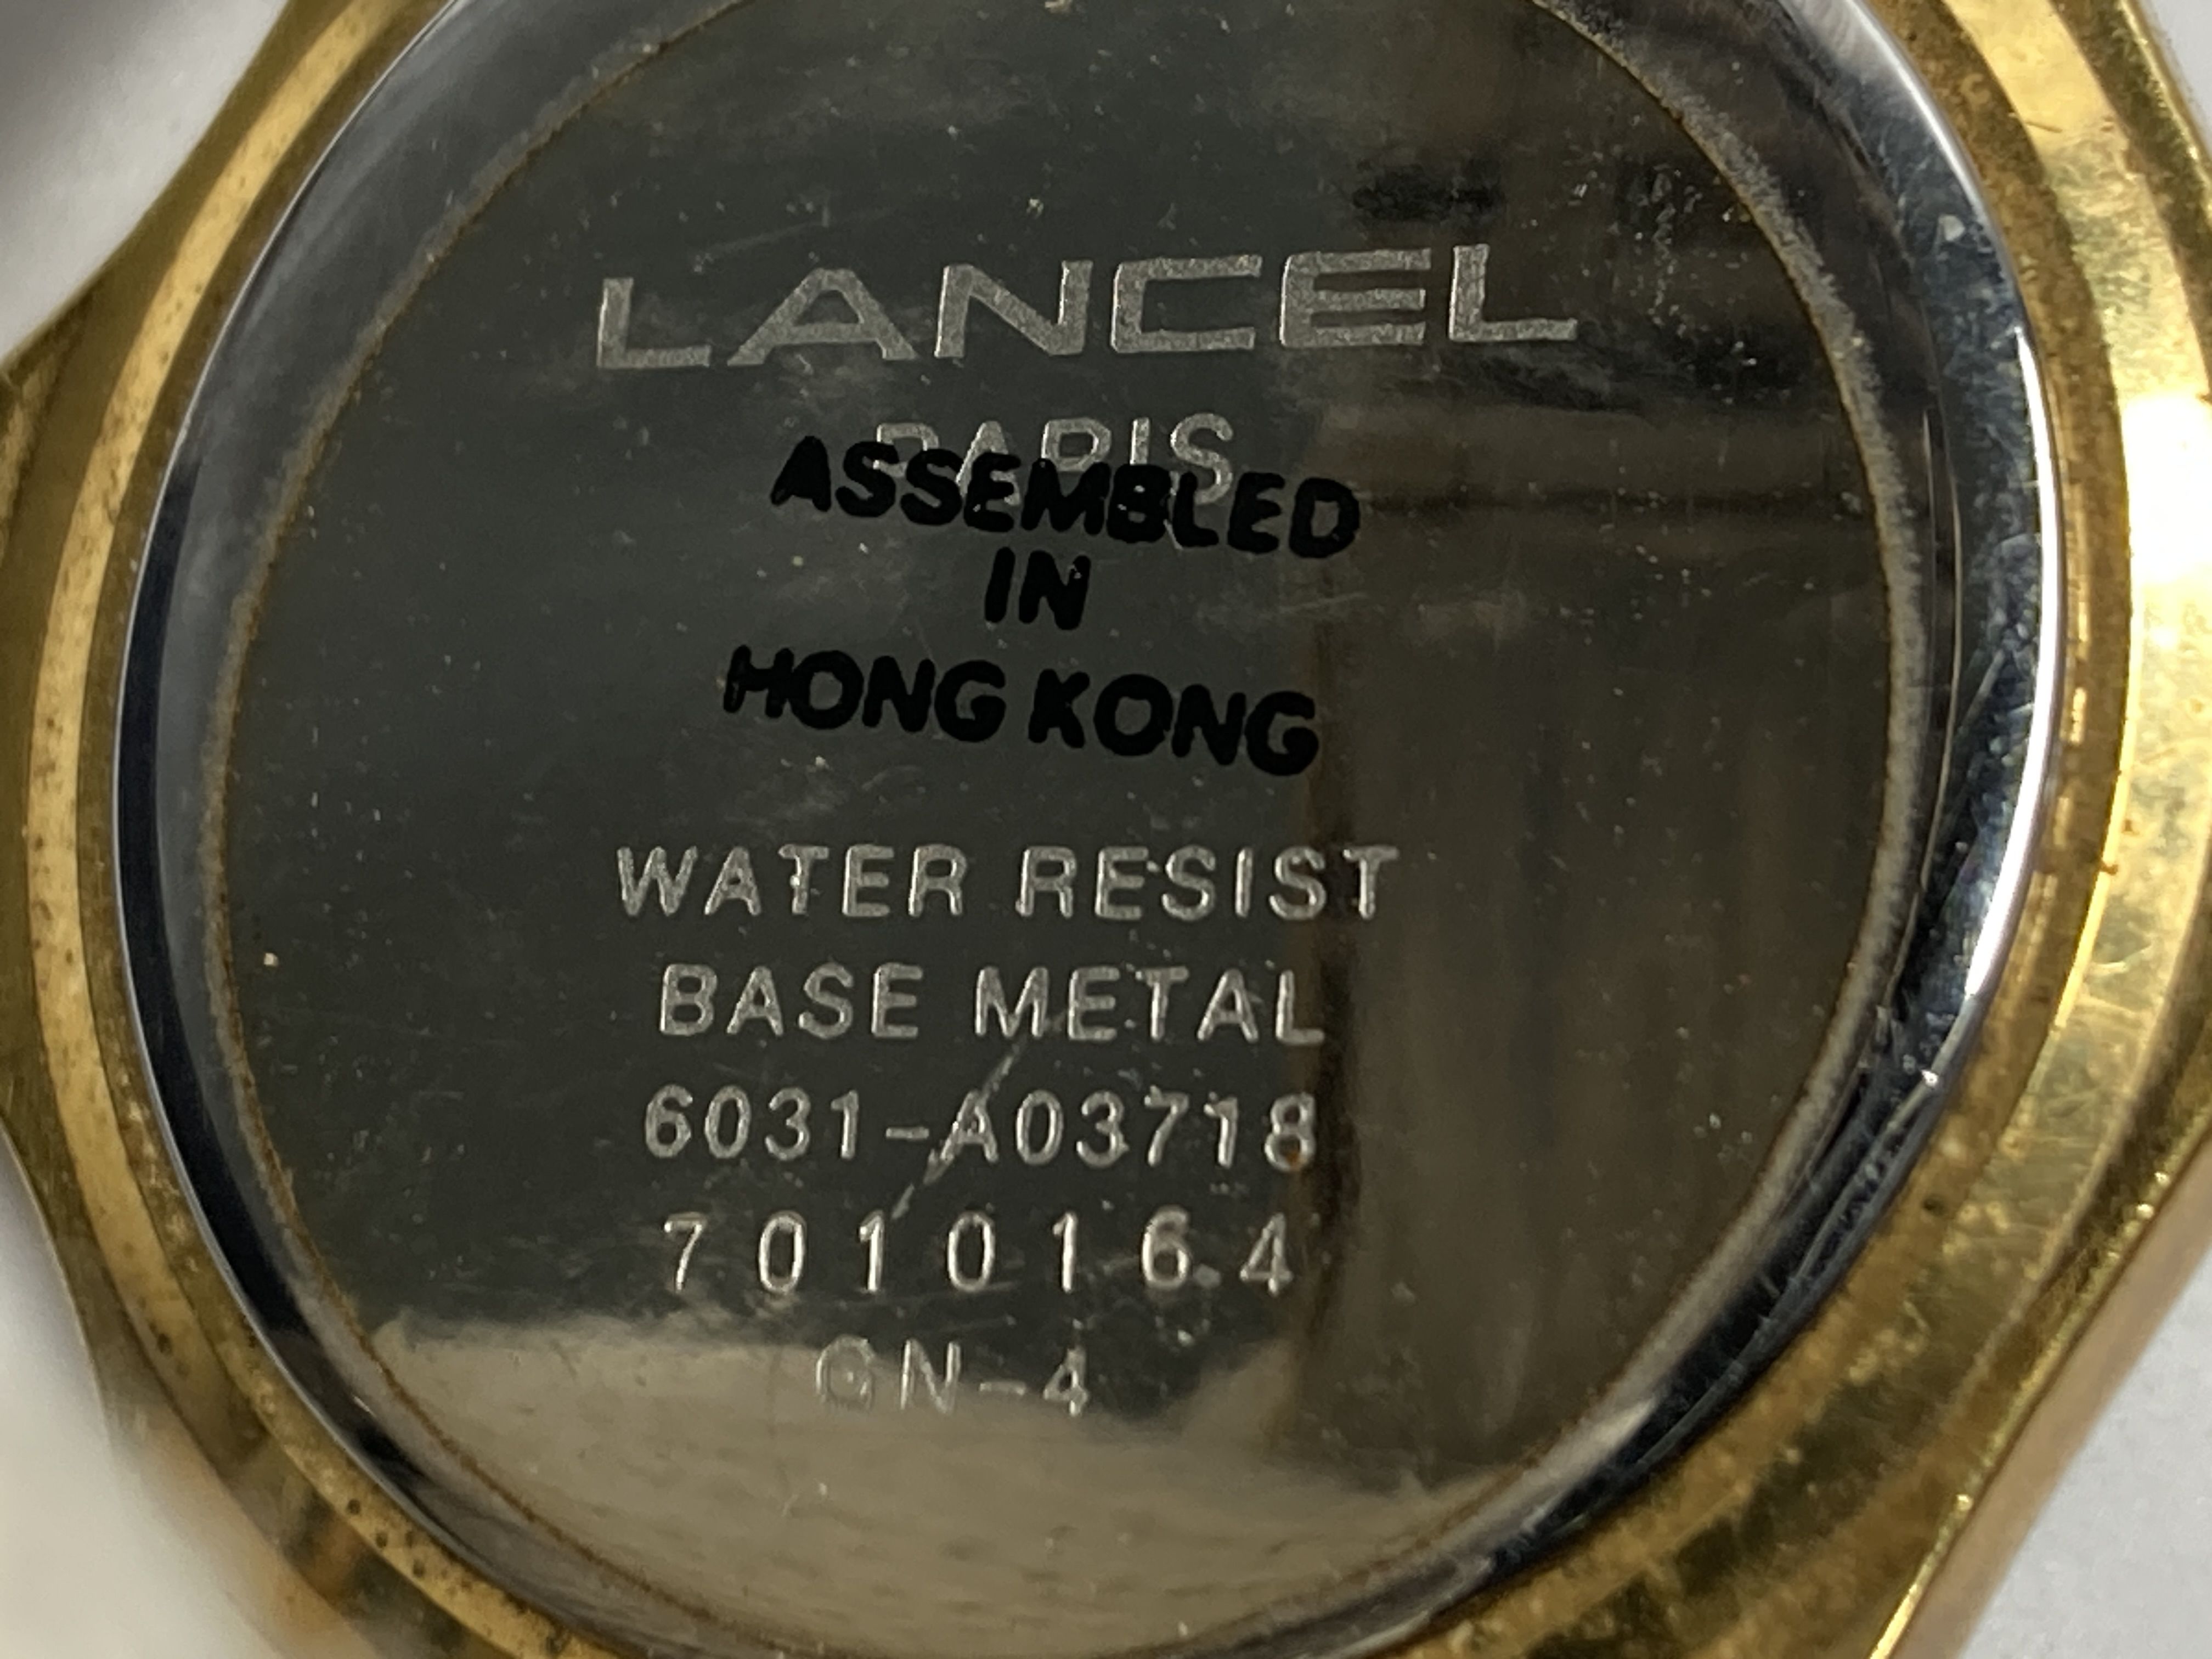 LANCEL
PARIS
ASSEMBLED
IN
HONG KONG
WATER RESIST
BASE METAL
6031-A03718
7010164
GN-4